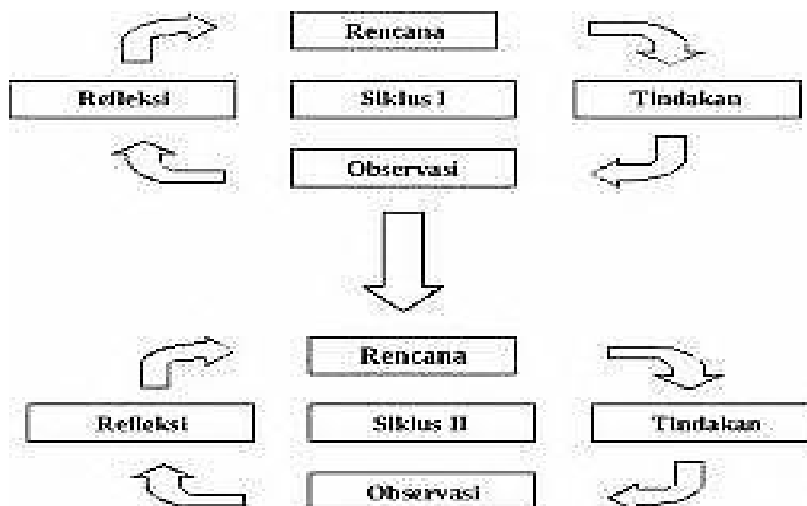 Rencana
Refleksi
Siklus I
Tindakan
Observasi
Rencana
Refleksi
Siklus II
Tindakan
Observasi